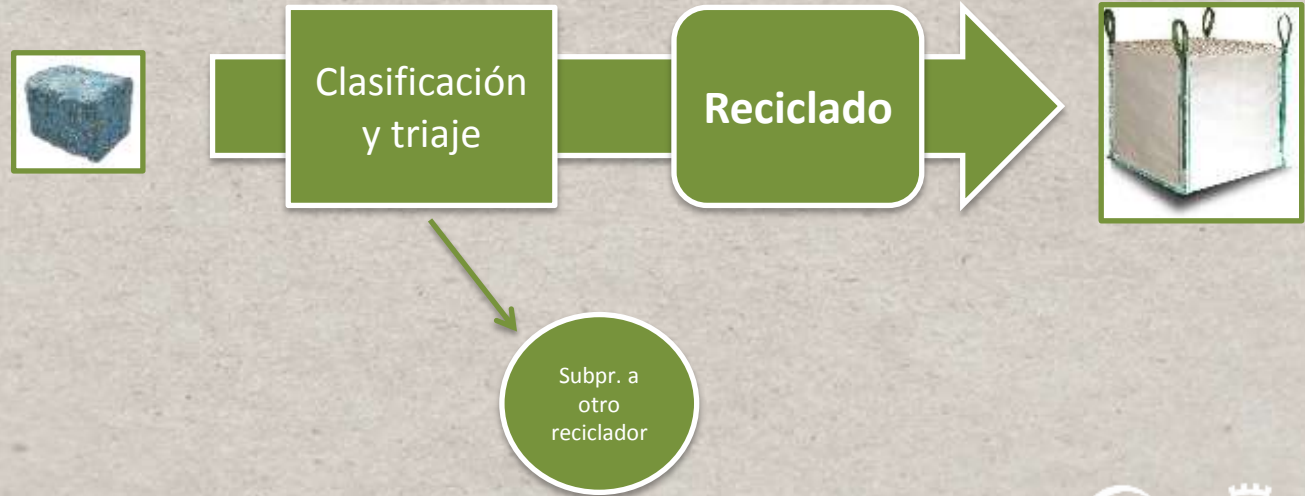 Clasificación
y triaje
Reciclado
Subpr. a
otro
reciclador